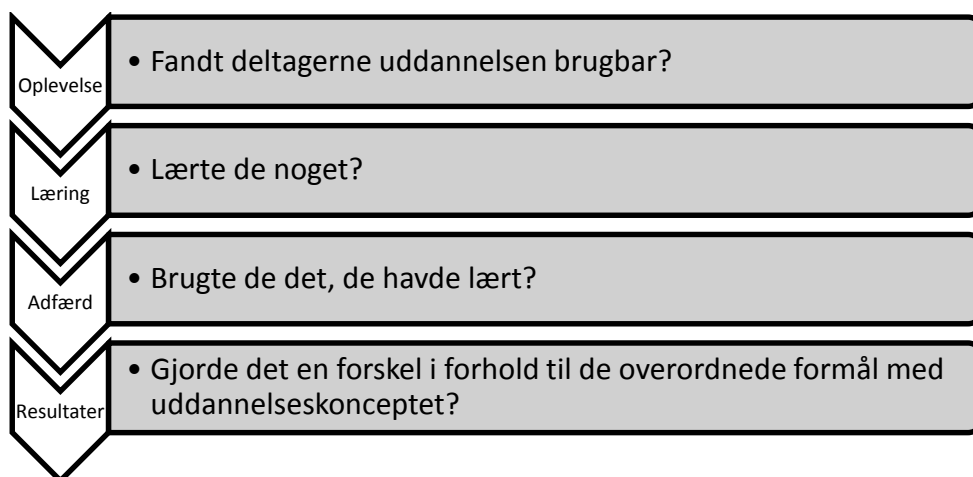 Oplevelse
• Fandt deltagerne uddannelsen brugbar?
Læring
• Lærte de noget?
Adfærd
• Brugte de det, de havde lært?
Resultater
• Gjorde det en forskel i forhold til de overordnede formål med
uddannelseskonceptet?